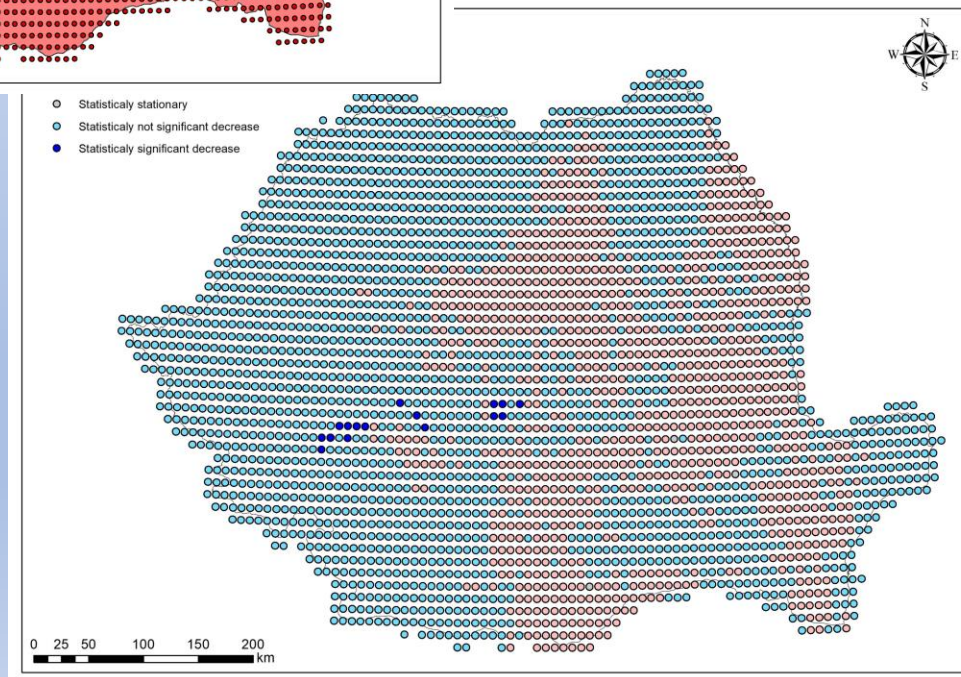 N
W E
S
Statisticaly stationary
Statisticaly not significant decrease
Statisticaly significant decrease
0 25 50 100 150 200
km